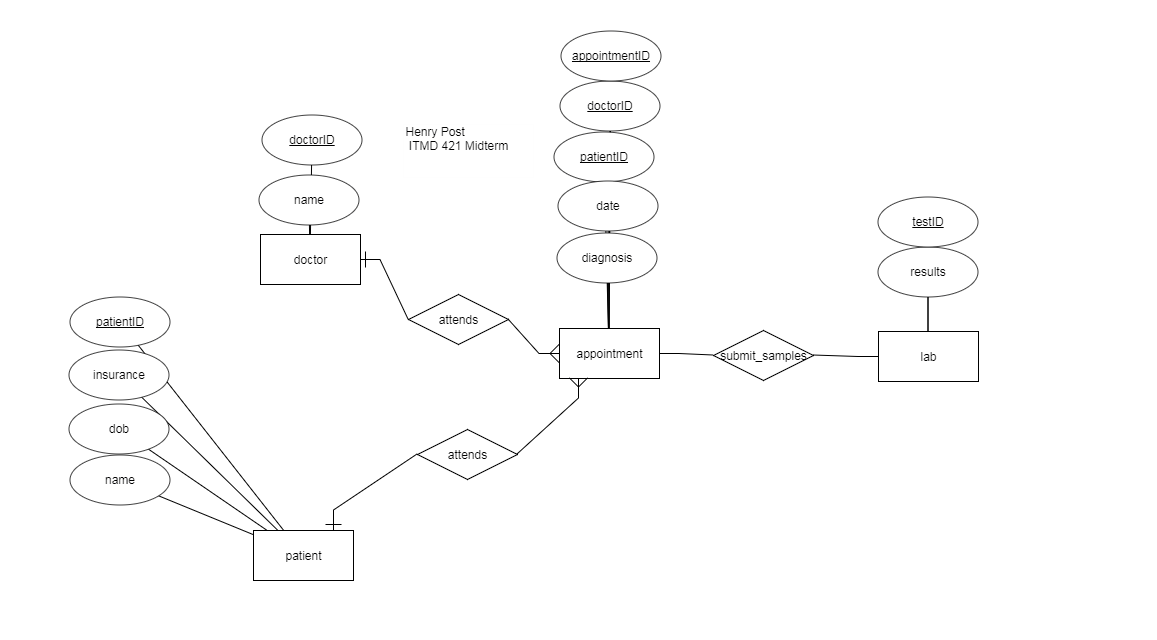 appointmentID
doctorID
patientID
date
diagnosis
appointment
Henry Post
ITMD 421 Midterm
doctorID
name
doctor
attends
testID
results
lab
submit_samples
patientID
insurance
dob
name
patient
attends